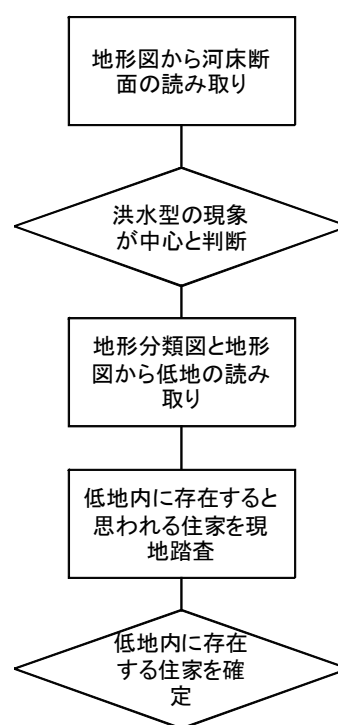 地形図から河床断
面の読み取り
洪水型の現象
が中心と判断
地形分類図と地形
図から低地の読み
取り
低地内に存在すると
思われる住家を現
地踏査
低地内に存在
する住家を確
定